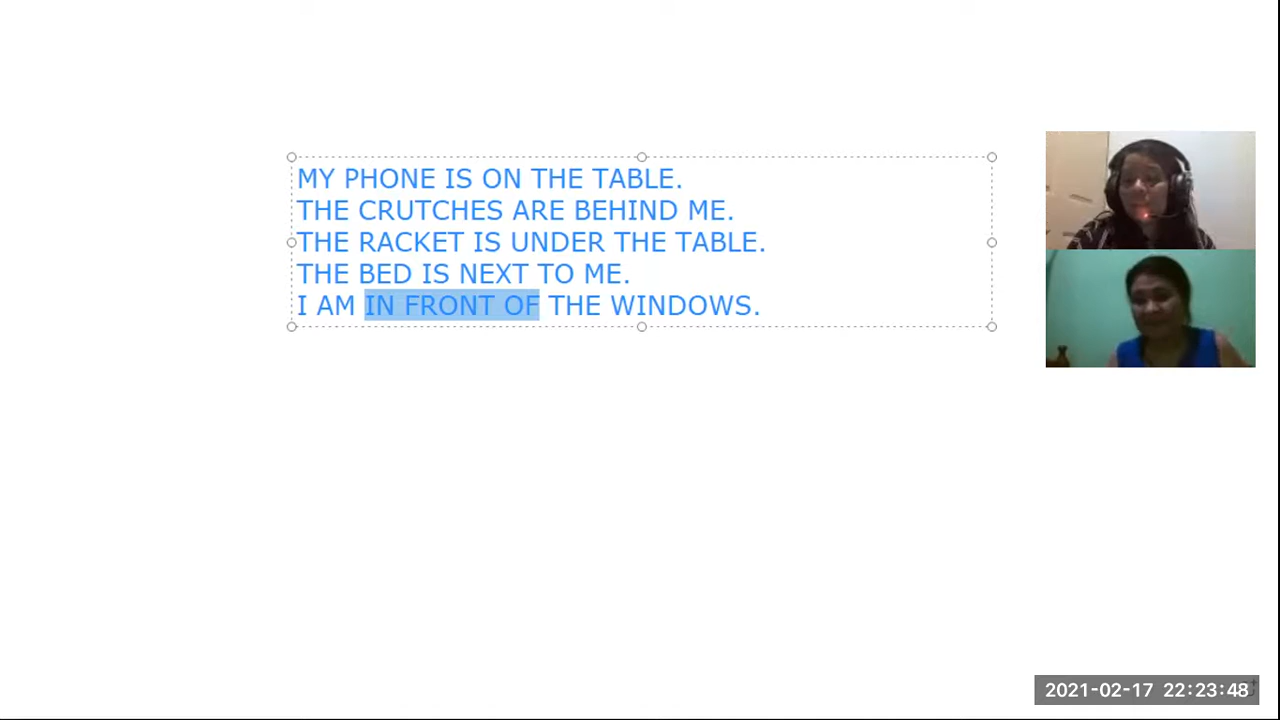 MY PHONE IS ON THE TABLE.
THE CRUTCHES ARE BEHIND ME.
THE RACKET IS UNDER THE TABLE.
THE BED IS NEXT TO ME.
I AM IN FRONT OF THE WINDOWS.
2021-02-17 22:23:48